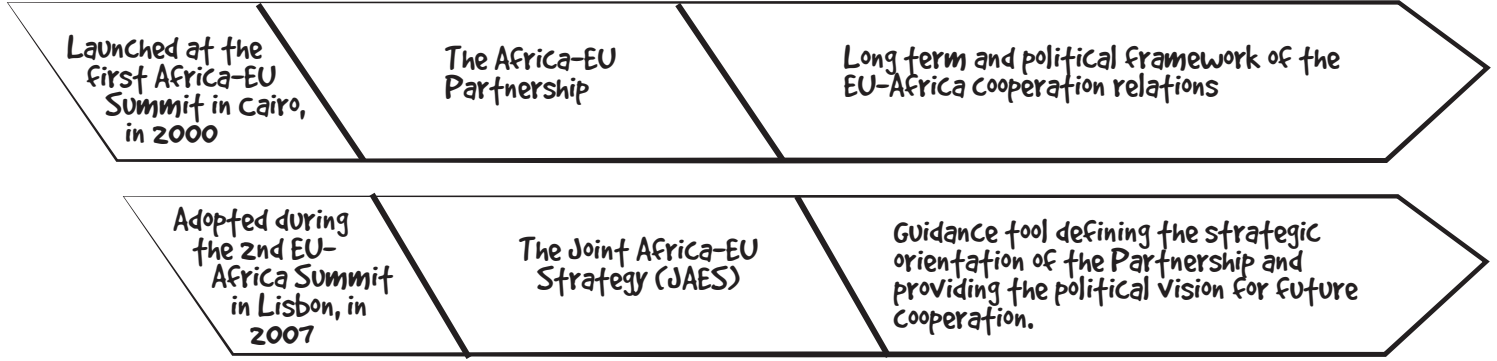 Launched at the
first Africa-EU
Summit in Cairo,
in 2000
The Africa-EU
Partnership
Long term and political framework of the
EU-Africa cooperation relations
Adopted during
the 2nd EU-
Africa Summit
in Lisbon, in
2007
The Joint Africa-EU
Strategy (JAES)
Guidance tool defining the strategic
orientation of the Partnership and
providing the political vision for future
cooperation.